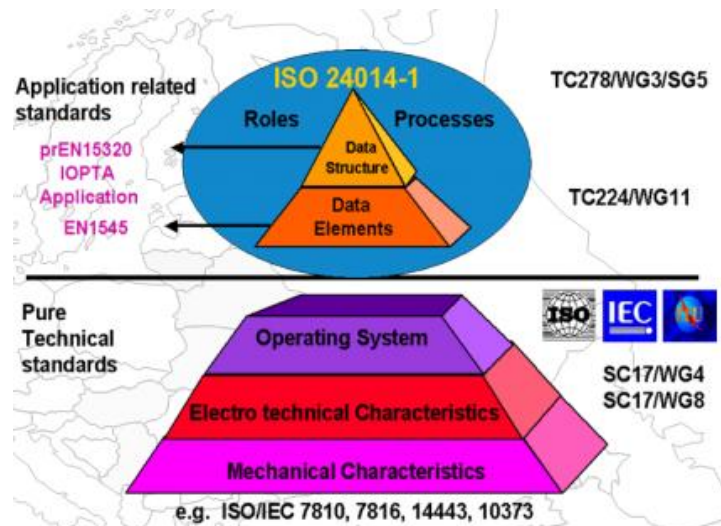 ISO 24014-1
Application related
standards
Roles
Processes
TC278/WG3/SG5
prEN15320
IOPTA
Application
EN1545
Data
Structure
Data
Elements
TC224/WG11
Pure
Technical
standards
ISO
IEC
Operating System
SC17/WG4
SC17/WG8
Electro technical Characteristics
Mechanical Characteristics
e.g. ISO/IEC 7810, 7816, 14443, 10373